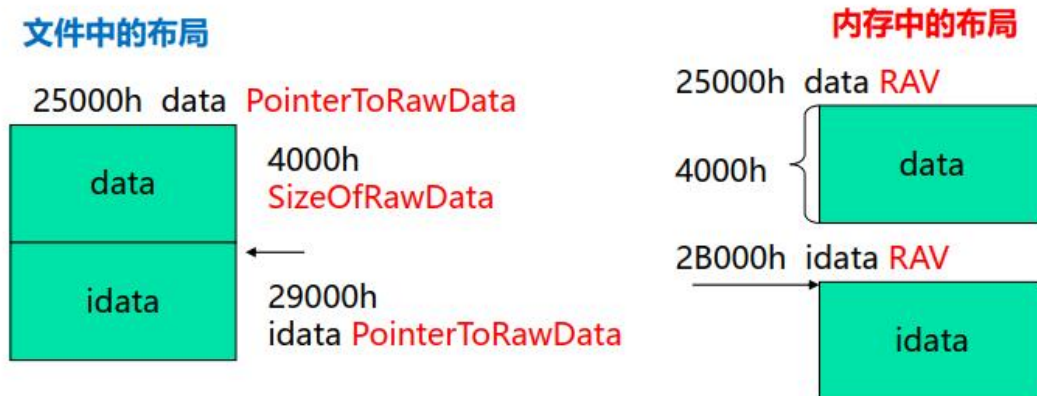 文件中的布局
25000h data PointerToRawData
data
4000h
SizeOfRawData
idata
29000h
idata PointerToRawData
内存中的布局
25000h data RAV
4000h
data
2B000h idata RAV
idata